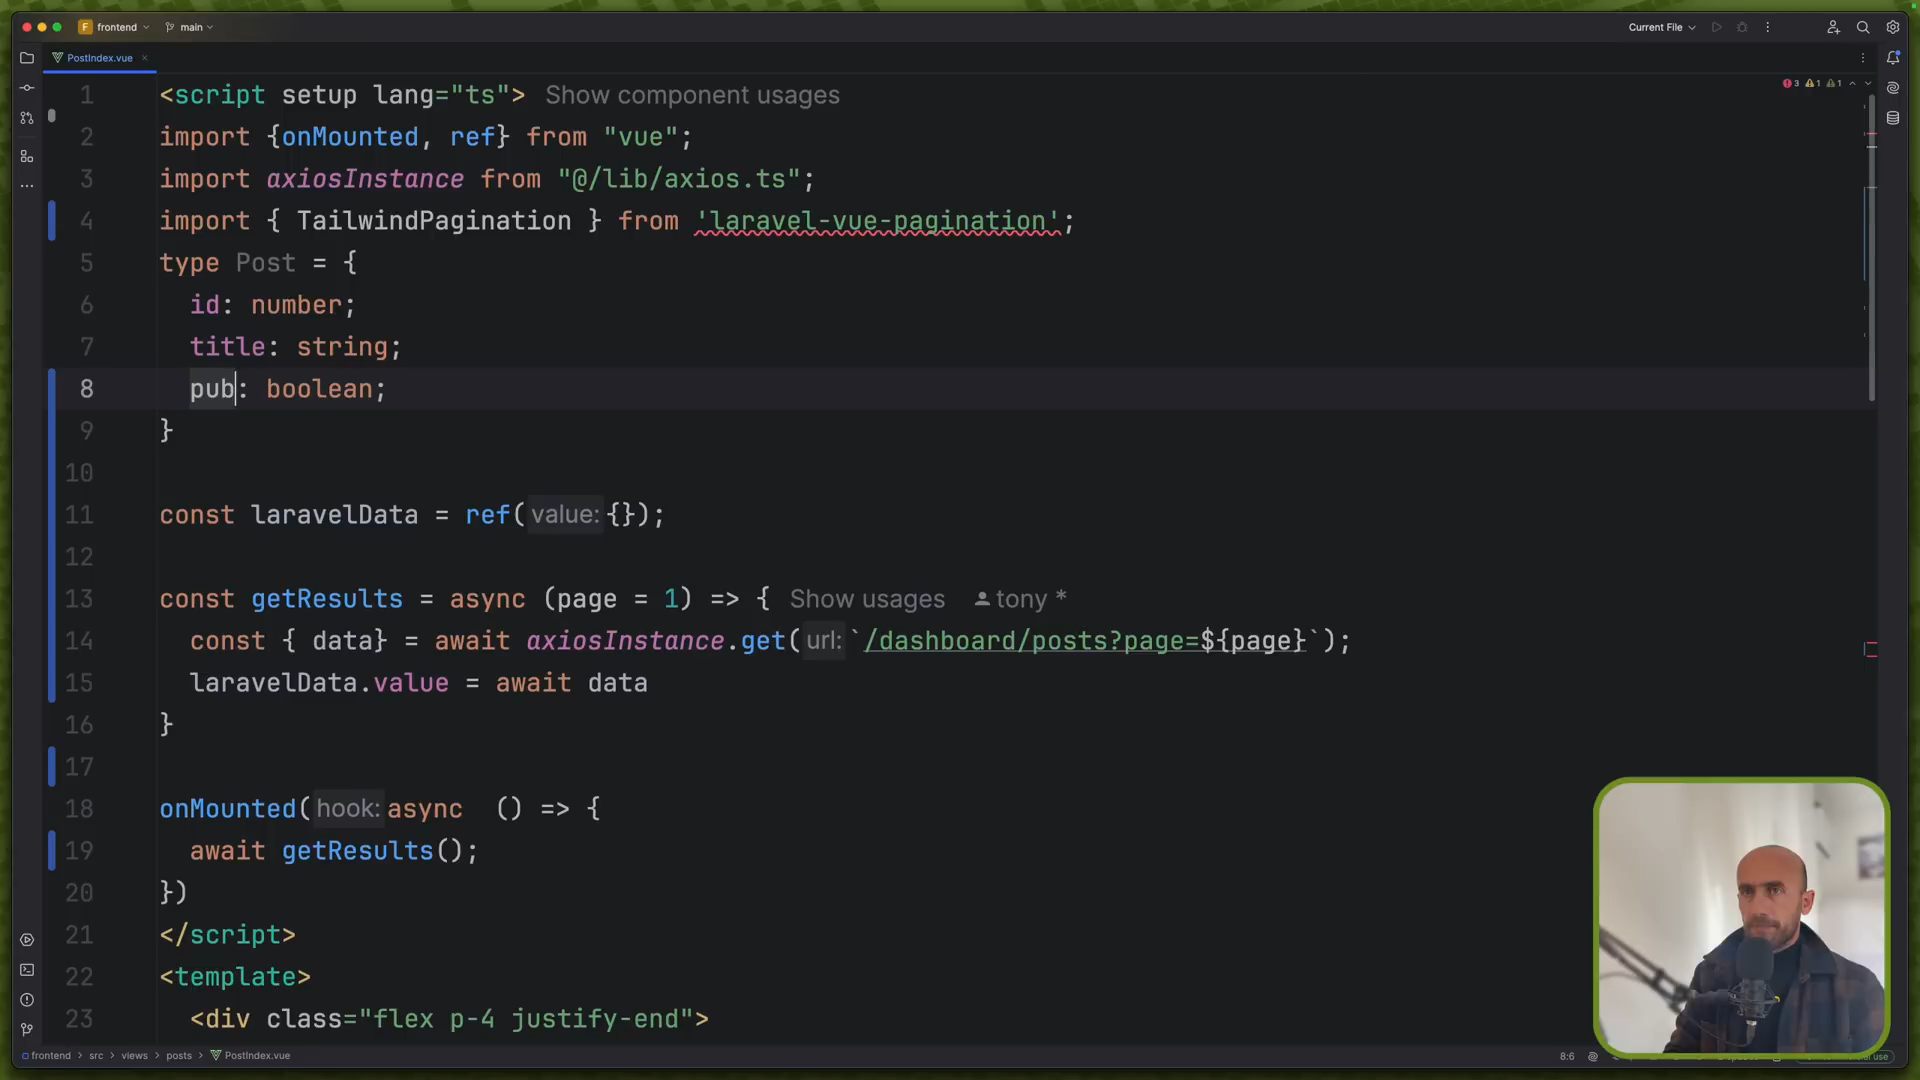 F frontend main Current File
PostIndex.vue
3 1 1
1 <script setup lang="ts"> Show component usages
2 import {onMounted, ref} from "vue";
3 import axiosInstance from "@/lib/axios.ts";
4 import { TailwindPagination } from 'laravel-vue-pagination';
5 type Post = {
6 id: number;
7 title: string;
8 pub: boolean;
9 }
10
11 const laravelData = ref( value: {});
12
13 const getResults = async (page = 1) => { Show usages tony *
14 const { data} = await axiosInstance.get( url: `/dashboard/posts?page=${page}`);
15 laravelData.value = await data
16 }
17
18 onMounted( hook: async () => {
19 await getResults();
20 })
21 </script>
22 <template>
23 <div class="flex p-4 justify-end">
frontend > src > views > posts > PostIndex.vue 8:6